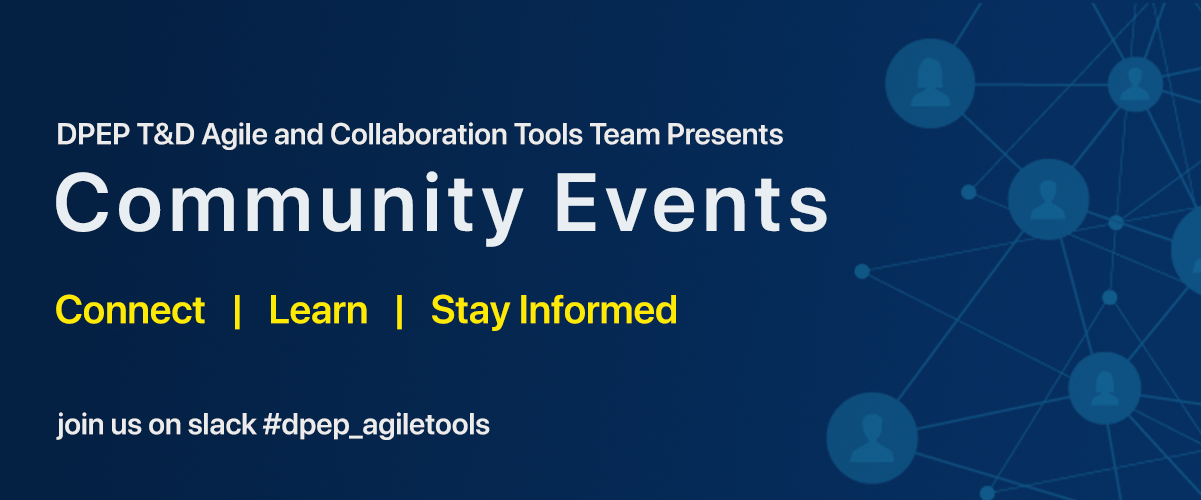 DPEP T&D Agile and Collaboration Tools Team Presents
Community Events
Connect | Learn | Stay Informed
join us on slack #dpep_agiletools